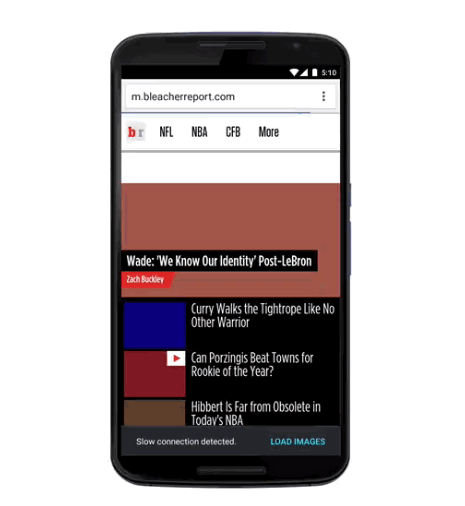 5:10
m.bleacherreport.com
br NFL NBA CFB More
Wade: 'We Know Our Identity' Post-LeBron
Zach Buckley
Curry Walks the Tightrope Like No
Other Warrior
Can Porzingis Beat Towns for
Rookie of the Year?
Hibbert Is Far from Obsolete in
Today's NBA
Slow connection detected. LOAD IMAGES